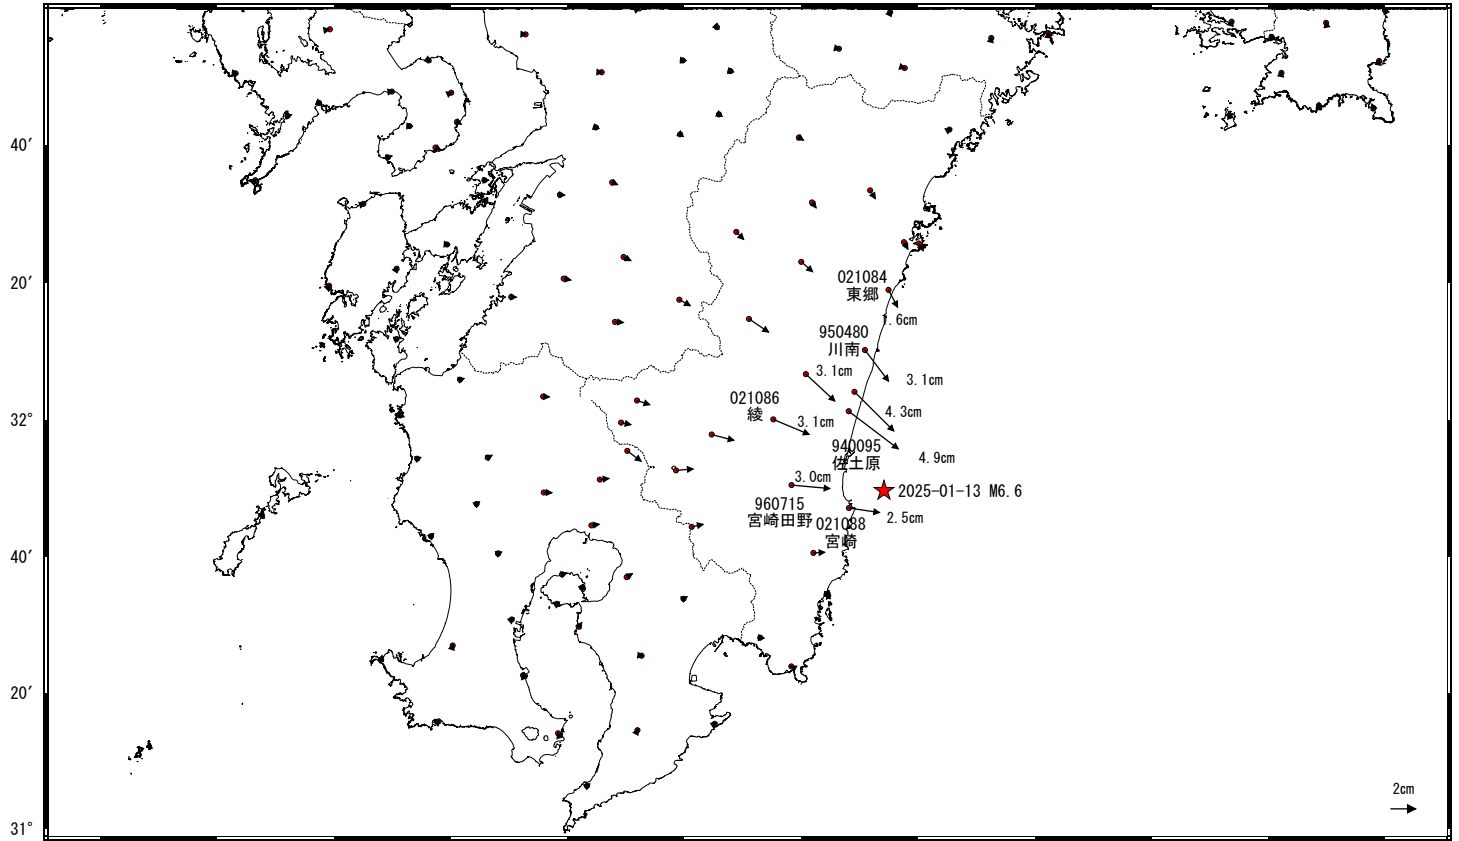 40′
20′
021084
東郷
1.6cm
950480
川南
3.1cm
3.1cm
021086
綾
3.1cm
4.3cm
32°
940095
佐土原
4.9cm
3.0cm
960715
宮崎田野
2025-01-13 M6.6
021088
宮崎
2.5cm
40′
20′
2cm
31°